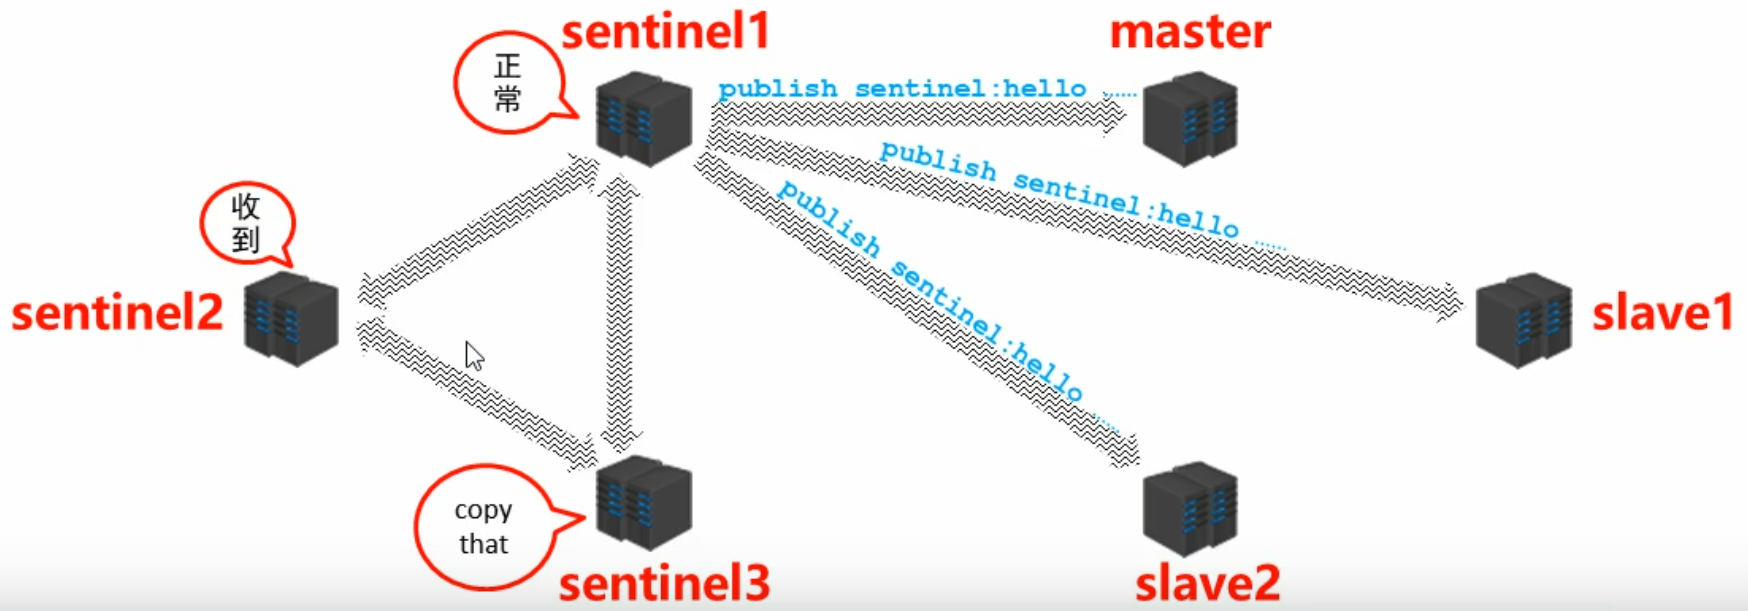 sentinel1
master
正
常
publish sentinel:hello ......
publish sentinel:hello ......
publish sentinel:hello ......
收
到
sentinel2
slave1
copy
that
sentinel3
slave2